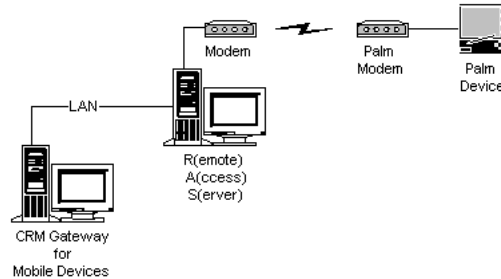 Modem
Palm
Modem
Palm
Device
LAN
R(emote)
A(ccess)
S(erver)
CRM Gateway
for
Mobile Devices